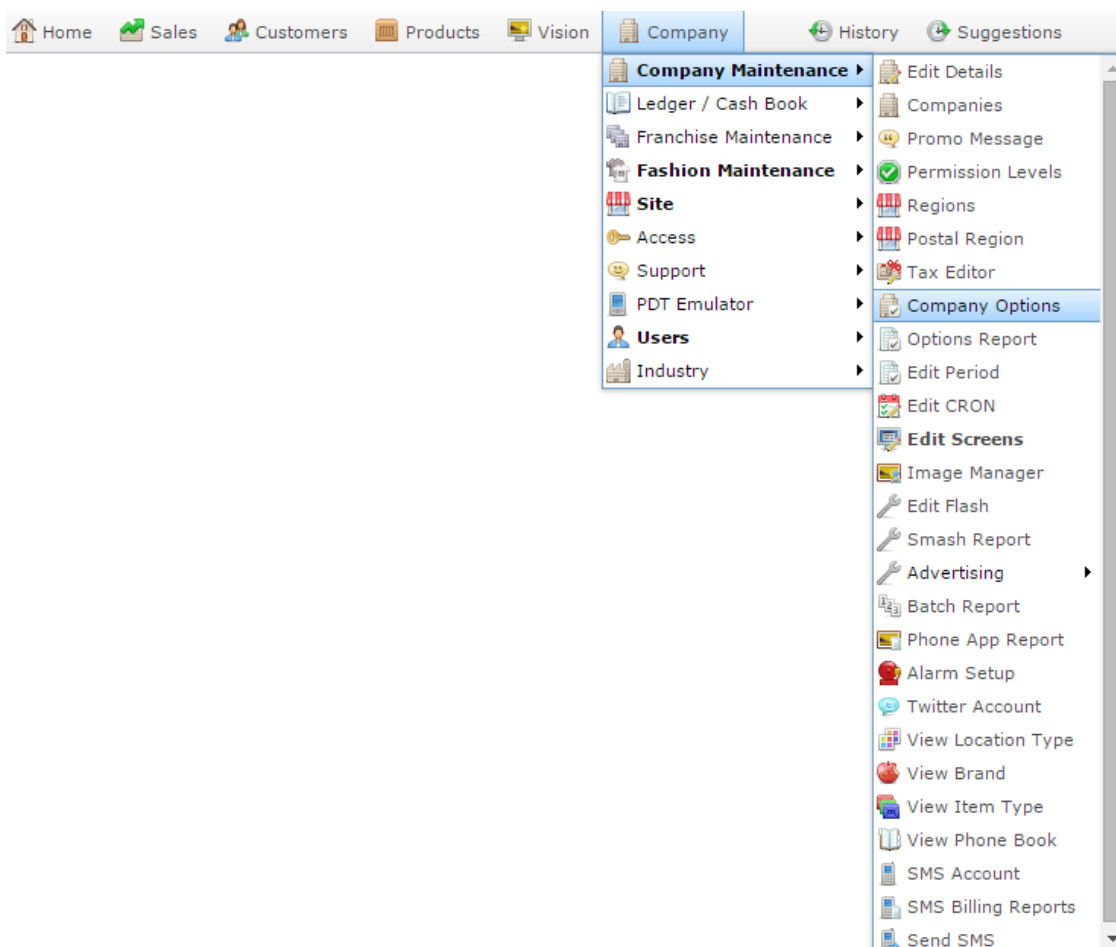 Home Sales Customers Products Vision Company History Suggestions
Company Maintenance
Ledger / Cash Book
Franchise Maintenance
Fashion Maintenance
Site
Access
Support
PDT Emulator
Users
Industry
Edit Details
Companies
Promo Message
Permission Levels
Regions
Postal Region
Tax Editor
Company Options
Options Report
Edit Period
Edit CRON
Edit Screens
Image Manager
Edit Flash
Smash Report
Advertising
Batch Report
Phone App Report
Alarm Setup
Twitter Account
View Location Type
View Brand
View Item Type
View Phone Book
SMS Account
SMS Billing Reports
Send SMS